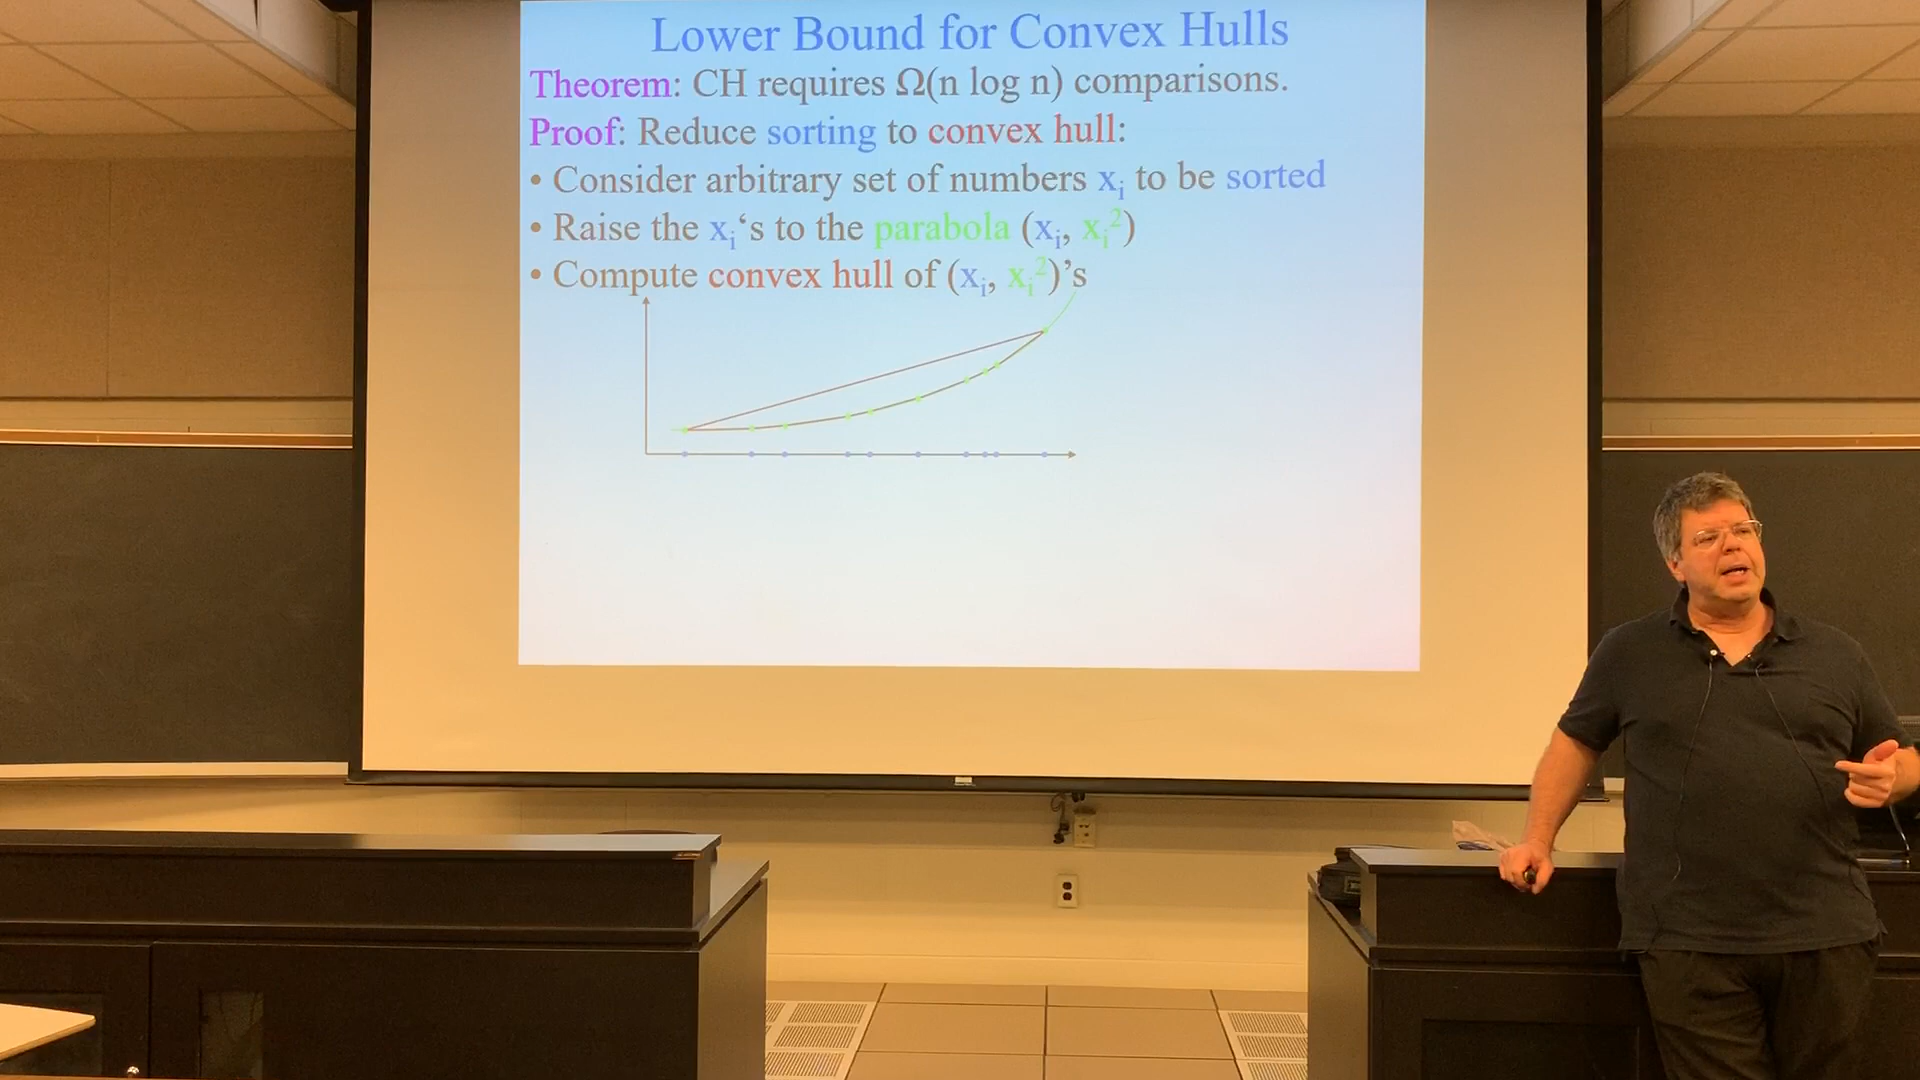 Lower Bound for Convex Hulls
Theorem: CH requires Ω(n log n) comparisons.
Proof: Reduce sorting to convex hull:
• Consider arbitrary set of numbers xᵢ to be sorted
• Raise the xᵢ‘s to the parabola (xᵢ, xᵢ²)
• Compute convex hull of (xᵢ, xᵢ²)’s